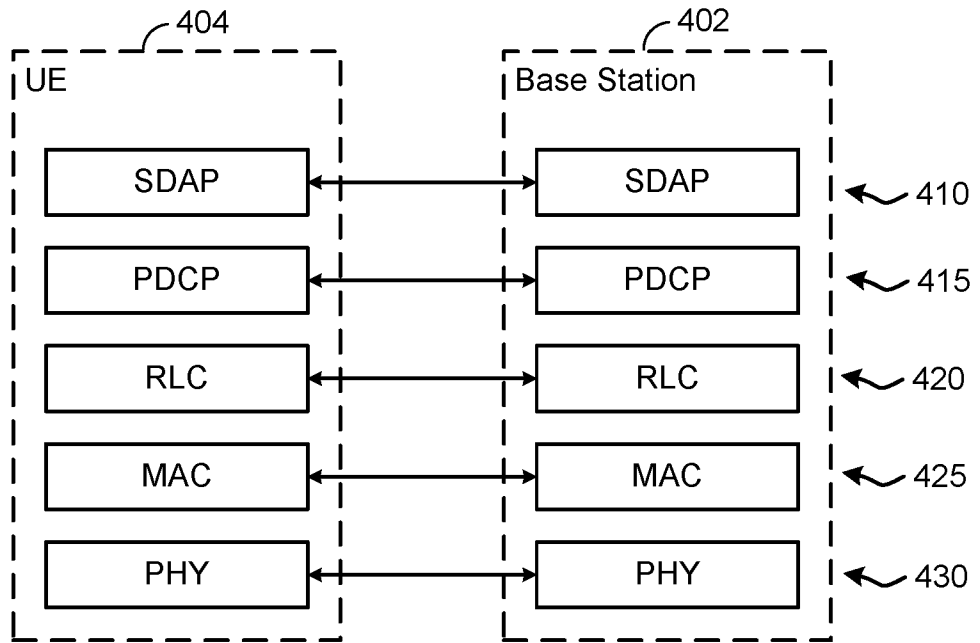 404 402
UE Base Station
SDAP SDAP 410
PDCP PDCP 415
RLC RLC 420
MAC MAC 425
PHY PHY 430